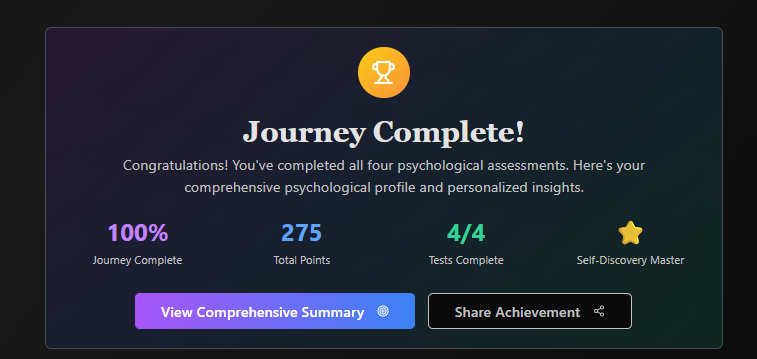 Journey Complete!
Congratulations! You've completed all four psychological assessments. Here's your
comprehensive psychological profile and personalized insights.
100%
Journey Complete
275
Total Points
4/4
Tests Complete
Self-Discovery Master
View Comprehensive Summary
Share Achievement